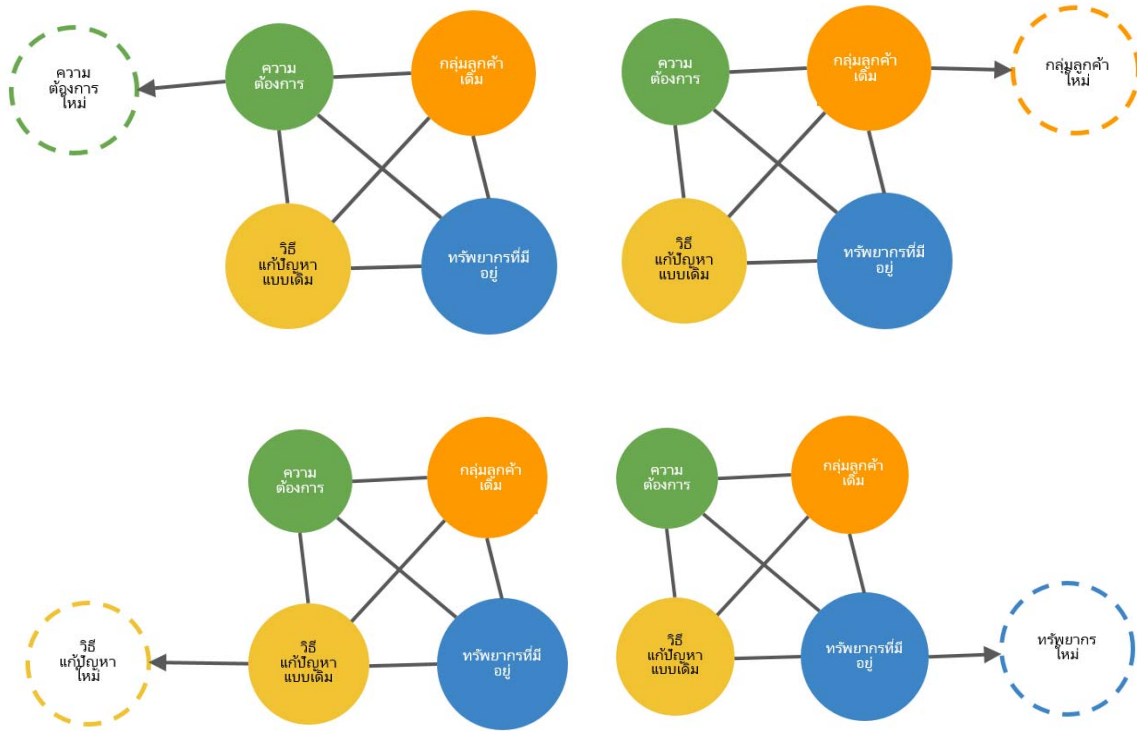 ความ
ต้องการ
ใหม่
ความ
ต้องการ
กลุ่มลูกค้า
เดิม
วิธี
แก้ปัญหา
แบบเดิม
ทรัพยากรที่มี
อยู่
ความ
ต้องการ
กลุ่มลูกค้า
เดิม
กลุ่มลูกค้า
ใหม่
วิธี
แก้ปัญหา
แบบเดิม
ทรัพยากรที่มี
อยู่
ความ
ต้องการ
กลุ่มลูกค้า
เดิม
วิธี
แก้ปัญหา
ใหม่
วิธี
แก้ปัญหา
แบบเดิม
ทรัพยากรที่มี
อยู่
ความ
ต้องการ
กลุ่มลูกค้า
เดิม
วิธี
แก้ปัญหา
แบบเดิม
ทรัพยากรที่มี
อยู่
ทรัพยากร
ใหม่